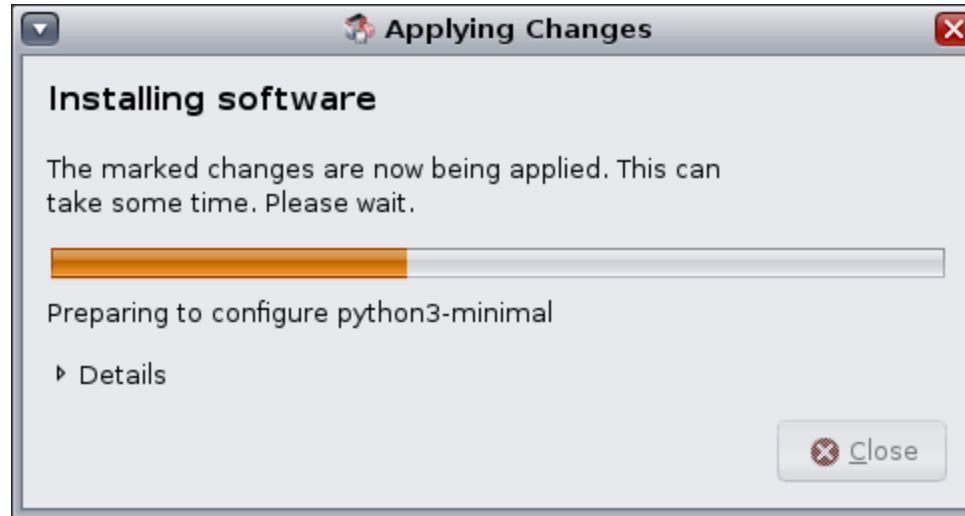 Applying Changes
Installing software
The marked changes are now being applied. This can
take some time. Please wait.
Preparing to configure python3-minimal
Details
Close